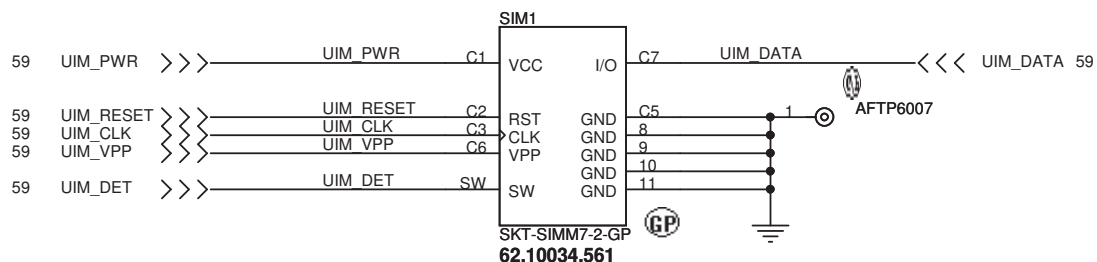 SIM1
59 UIM_PWR UIM_PWR C1 VCC I/O C7 UIM_DATA UIM_DATA 59
AFTP6007
59 UIM_RESET UIM_RESET C2 RST GND C5 1
59 UIM_CLK UIM_CLK C3 CLK GND 8
59 UIM_VPP UIM_VPP C6 VPP GND 9
GND 10
59 UIM_DET UIM_DET SW SW GND 11
GP
SKT-SIMM7-2-GP
62.10034.561